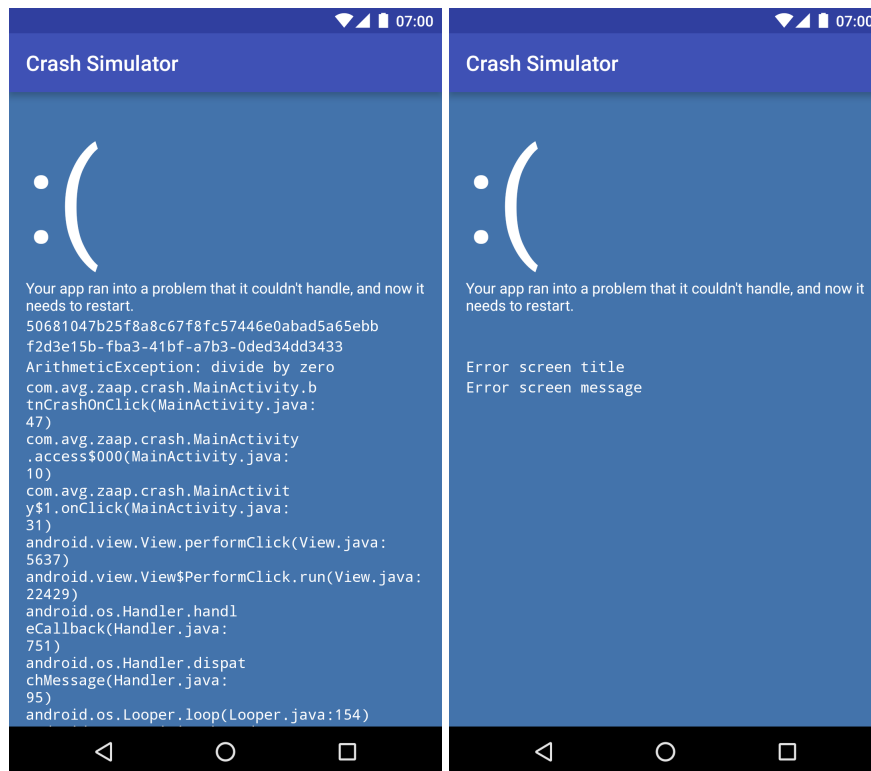 07:00
Crash Simulator
:(
Your app ran into a problem that it couldn't handle, and now it
needs to restart.
50681047b25f8a8c67f8fc57446e0abad5a65ebb
f2d3e15b-fba3-41bf-a7b3-0ded34dd3433
ArithmeticException: divide by zero
com.avg.zaap.crash.MainActivity.b
tnCrashOnClick(MainActivity.java:
47)
com.avg.zaap.crash.MainActivity
.access$000(MainActivity.java:
10)
com.avg.zaap.crash.MainActivit
y$1.onClick(MainActivity.java:
31)
android.view.View.performClick(View.java:
5637)
android.view.View$PerformClick.run(View.java:
22429)
android.os.Handler.handl
eCallback(Handler.java:
751)
android.os.Handler.dispat
chMessage(Handler.java:
95)
android.os.Looper.loop(Looper.java:154)
07:00
Crash Simulator
:(
Your app ran into a problem that it couldn't handle, and now it
needs to restart.
Error screen title
Error screen message